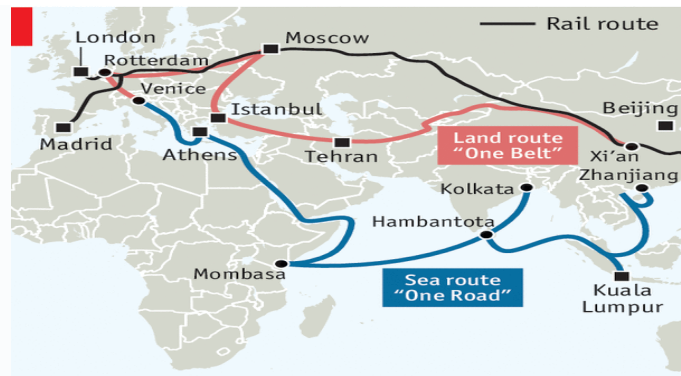 Rail route
London
Moscow
Rotterdam
Venice
Istanbul
Beijing
Madrid
Athens
Tehran
Land route
"One Belt"
Xi'an
Zhanjiang
Kolkata
Hambantota
Mombasa
Sea route
"One Road"
Kuala
Lumpur